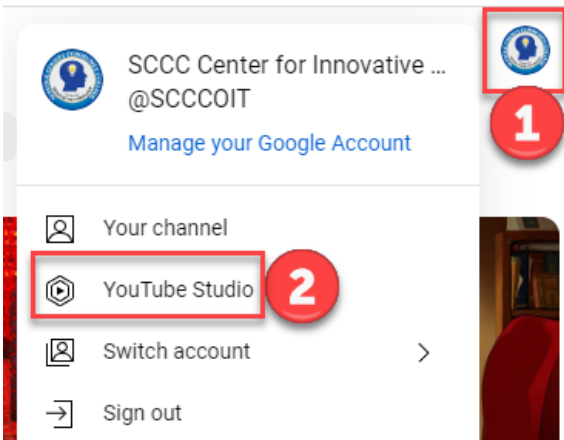 SCCC Center for Innovative ...
@SCCCOIT
Manage your Google Account
1
Your channel
YouTube Studio
2
Switch account
Sign out